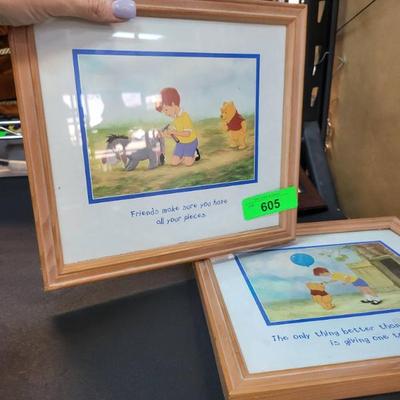 Friends make sure you have
all your pieces.
605
The only thing better than
is giving one t